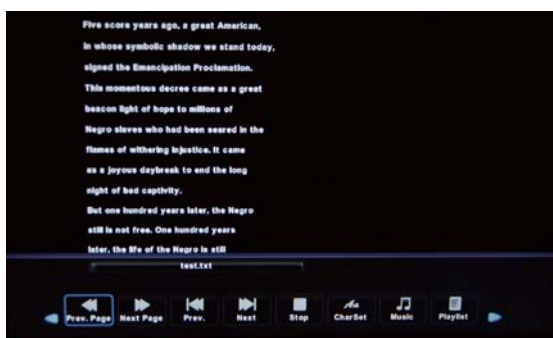 Five score years ago, a great American,
in whose symbolic shadow we stand today,
signed the Emancipation Proclamation.
This momentous decree came as a great
beacon light of hope to millions of
Negro slaves who had been seared in the
flames of withering injustice. It came
as a joyous daybreak to end the long
night of bad captivity.
But one hundred years later, the Negro
still is not free. One hundred years
later, the life of the Negro is still
test.txt
Prev. Page Next Page Prev. Next Stop Aa CharSet Music Playlist